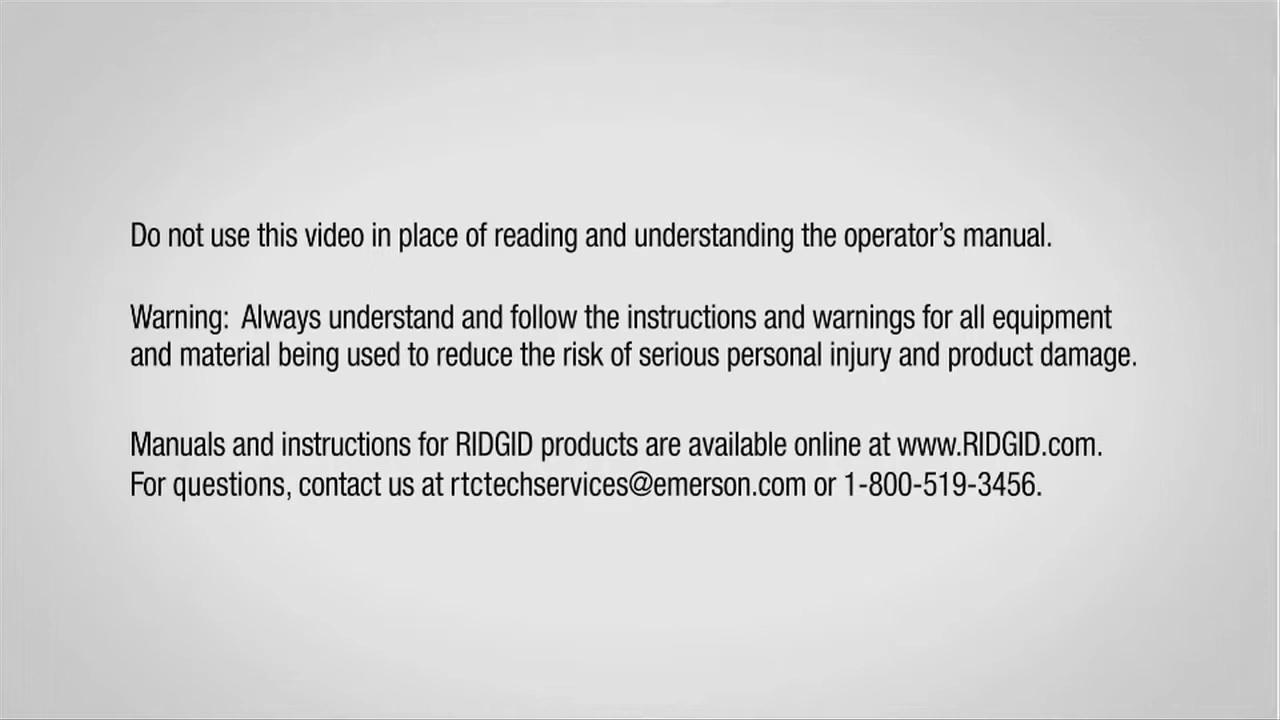 Do not use this video in place of reading and understanding the operator’s manual.
Warning:  Always understand and follow the instructions and warnings for all equipment
and material being used to reduce the risk of serious personal injury and product damage.
Manuals and instructions for RIDGID products are available online at www.RIDGID.com.
For questions, contact us at rtctechservices@emerson.com or 1-800-519-3456.